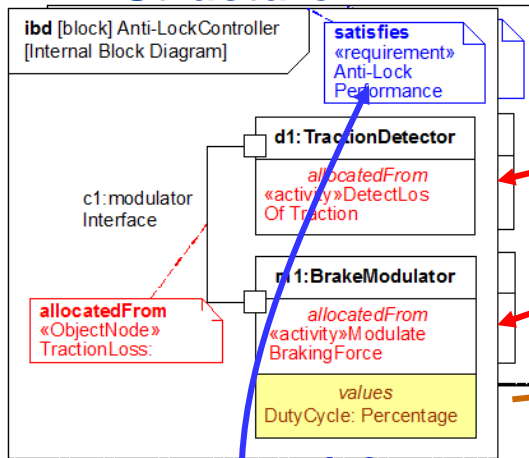 ibd [block] Anti-LockController
[Internal Block Diagram]
satisfies
«requirement»
Anti-Lock
Performance
d1:TractionDetector
allocatedFrom
«activity»DetectLos
Of Traction
c1:modulator
Interface
m1:BrakeModulator
allocatedFrom
«activity»Modulate
BrakingForce
allocatedFrom
«ObjectNode»
TractionLoss:
values
DutyCycle: Percentage